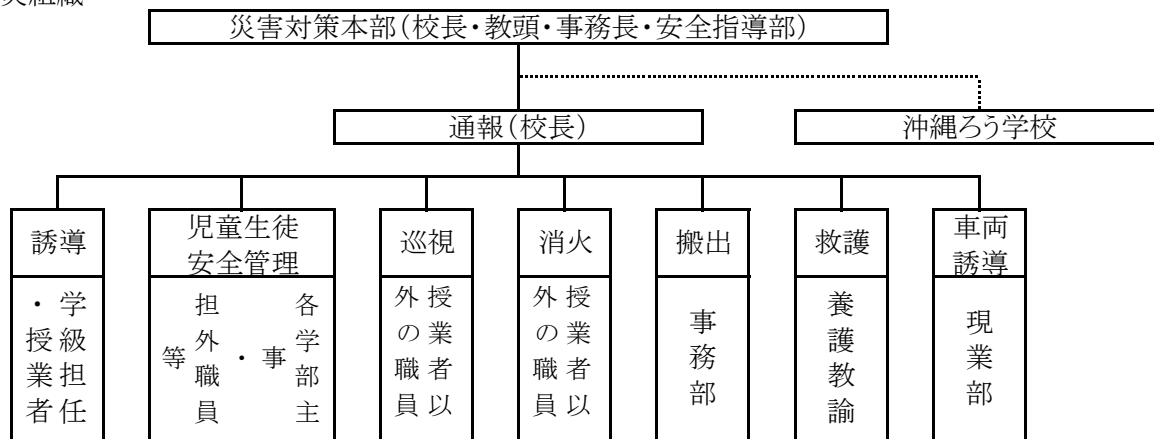 災組織
災害対策本部(校長・教頭・事務長・安全指導部)
通報(校長)
沖縄ろう学校
誘導
児童生徒
安全管理
巡視
消火
搬出
救護
車両
誘導
学級担任
・授業者
各学部主
事
・
担外職員
等
授業者以
外の職員
授業者以
外の職員
事務部
養護教諭
現業部